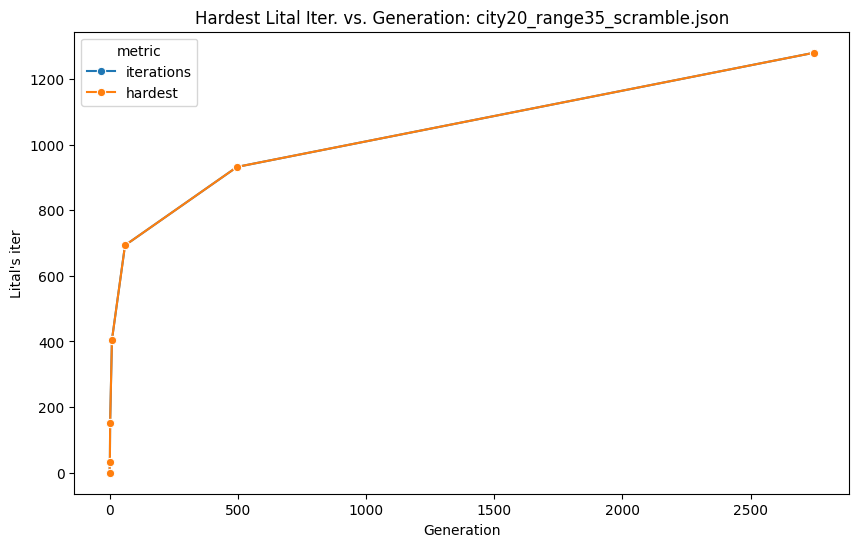 Hardest Lital Iter. vs. Generation: city20_range35_scramble.json
metric
iterations
hardest
1200
1000
800
600
400
200
0
Lital's iter
0 500 1000 1500 2000 2500
Generation